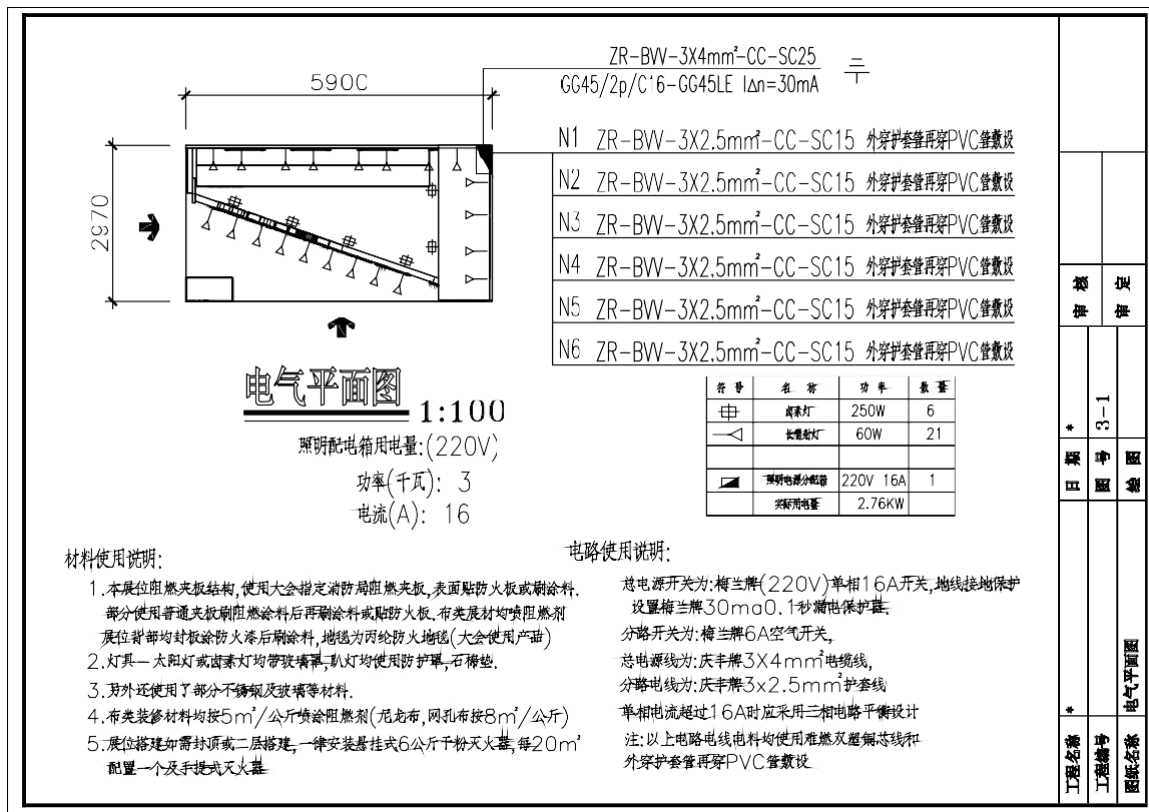 5900
2970
ZR-BVV-3X4mm²-CC-SC25
GG45/2p/C16-GG45LE I△n=30mA
N1 ZR-BVV-3X2.5mm²-CC-SC15 外穿护套管再穿PVC管敷设
N2 ZR-BVV-3X2.5mm²-CC-SC15 外穿护套管再穿PVC管敷设
N3 ZR-BVV-3X2.5mm²-CC-SC15 外穿护套管再穿PVC管敷设
N4 ZR-BVV-3X2.5mm²-CC-SC15 外穿护套管再穿PVC管敷设
N5 ZR-BVV-3X2.5mm²-CC-SC15 外穿护套管再穿PVC管敷设
N6 ZR-BVV-3X2.5mm²-CC-SC15 外穿护套管再穿PVC管敷设
电气平面图 1:100
照明配电箱用电量:(220V)
功率(千瓦): 3
电流(A): 16
符号 名称 功率 数量
卤素灯 250W 6
长臂射灯 60W 21
照明电源分配箱 220V 16A 1
实际用电量 2.76KW
材料使用说明:
1.本展位阻燃夹板结构,使用大会指定消防局阻燃夹板,表面贴防火板或刷涂料.
部分使用普通夹板刷阻燃涂料后再刷涂料或贴防火板.布类展材均喷阻燃剂
展位背部均封板涂防火漆后刷涂料,地毯为丙纶防火地毯(大会使用产品)
2.灯具—太阳灯或卤素灯均带玻璃罩,趴灯均使用防护罩,石棉垫.
3.另外还使用了部分不锈钢及玻璃等材料.
4.布类装修材料均按5m²/公斤喷涂阻燃剂(尼龙布,网孔布按8m²/公斤)
5.展位搭建如需封顶或二层搭建,一律安装悬挂式6公斤干粉灭火器,每20m²
配置一个及手提式灭火器
电路使用说明:
总电源开关为:梅兰牌(220V)单相16A开关,地线接地保护
设置梅兰牌30ma0.1秒漏电保护器.
分路开关为:梅兰牌6A空气开关,
总电源线为:庆丰牌3X4mm²电缆线,
分路电线为:庆丰牌3x2.5mm²护套线
单相电流超过16A时应采用三相电路平衡设计
注:以上电路电线电料均使用难燃双塑铜芯线和
外穿护套管再穿PVC管敷设
审核
审定
日期 *
图号 3-1
绘图
工程名称 *
工程编号
图纸名称 电气平面图